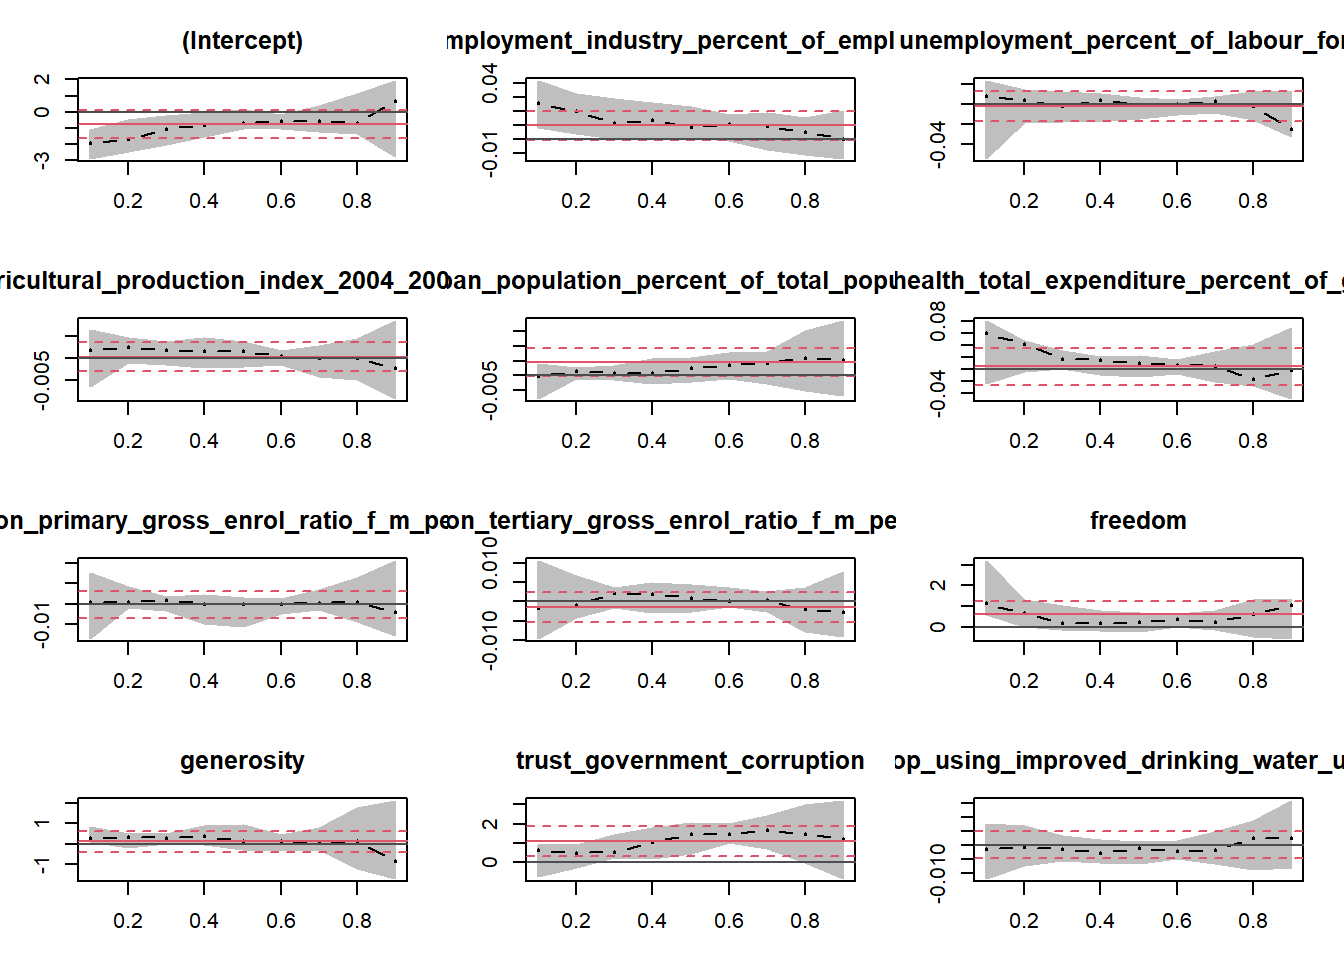 (Intercept)
mployment_industry_percent_of_empl
unemployment_percent_of_labour_for
2
0
-3
0.2 0.4 0.6 0.8
0.04
-0.01
0.2 0.4 0.6 0.8
-0.04
0.2 0.4 0.6 0.8
ricultural_production_index_2004_200
an_population_percent_of_total_popu
health_total_expenditure_percent_of_g
-0.005
0.2 0.4 0.6 0.8
-0.005
0.2 0.4 0.6 0.8
0.08
-0.04
0.2 0.4 0.6 0.8
on_primary_gross_enrol_ratio_f_m_pe
on_tertiary_gross_enrol_ratio_f_m_pe
freedom
-0.01
0.2 0.4 0.6 0.8
0.010
-0.010
0.2 0.4 0.6 0.8
2
0
0.2 0.4 0.6 0.8
generosity
trust_government_corruption
op_using_improved_drinking_water_u
1
-1
0.2 0.4 0.6 0.8
2
0
0.2 0.4 0.6 0.8
-0.010
0.2 0.4 0.6 0.8